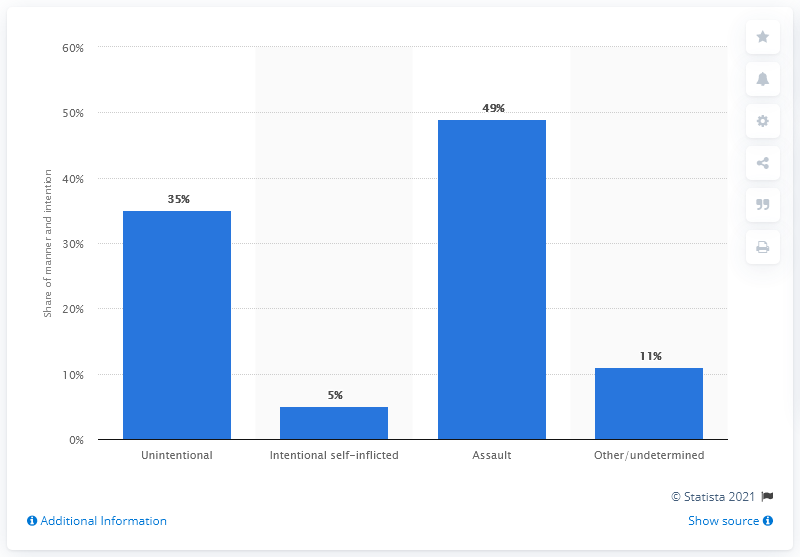 60%
50%
40%
30%
20%
10%
0%
Share of manner and intention
35%
5%
49%
11%
Unintentional
Intentional self-inflicted
Assault
Other/undetermined
© Statista 2021
Additional Information
Show source